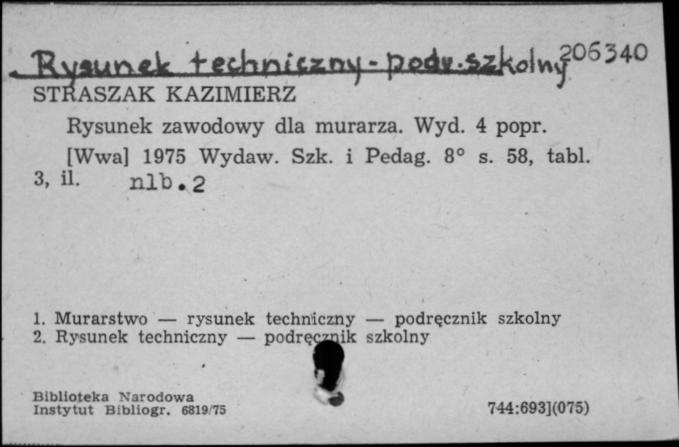 Rysunek techniczny - podr. szkolny 206340
STRASZAK KAZIMIERZ
Rysunek zawodowy dla murarza. Wyd. 4 popr.
[Wwa] 1975 Wydaw. Szk. i Pedag. 8° s. 58, tabl.
3, il. nlb. 2
1. Murarstwo — rysunek techniczny — podręcznik szkolny
2. Rysunek techniczny — podręcznik szkolny
Biblioteka Narodowa
Instytut Bibliogr. 6819/75 744:693](075)